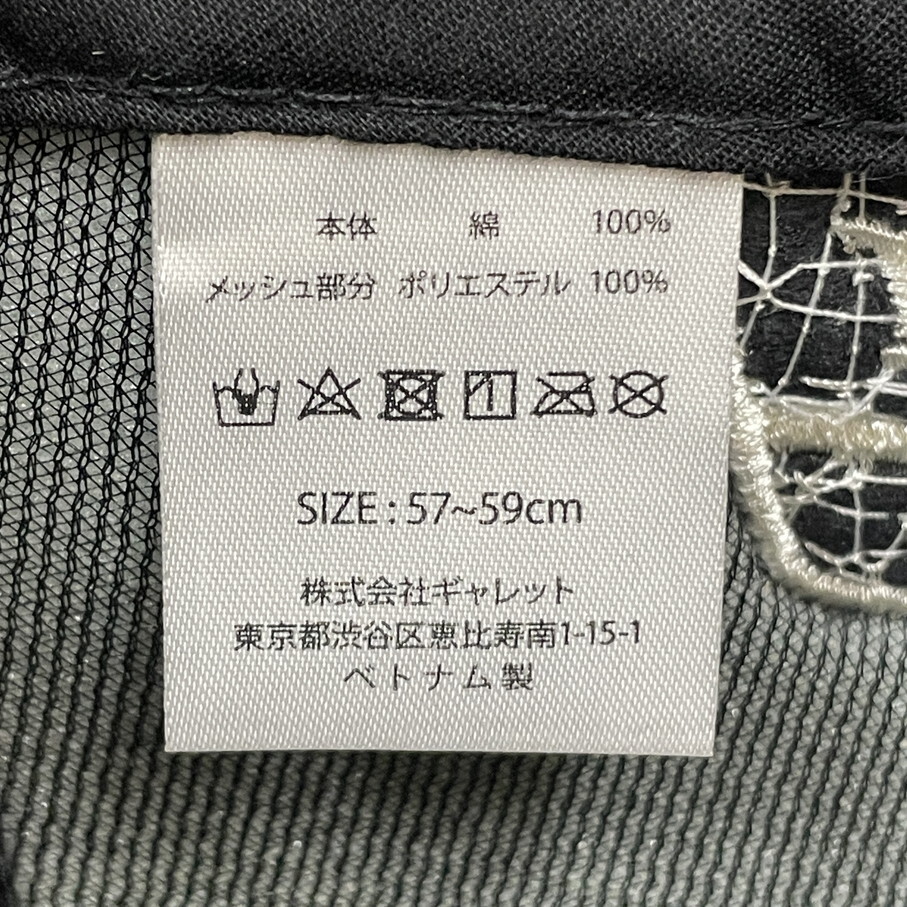 本体 綿 100%
メッシュ部分 ポリエステル 100%
SIZE : 57~59cm
株式会社ギャレット
東京都渋谷区恵比寿南1-15-1
ベトナム製